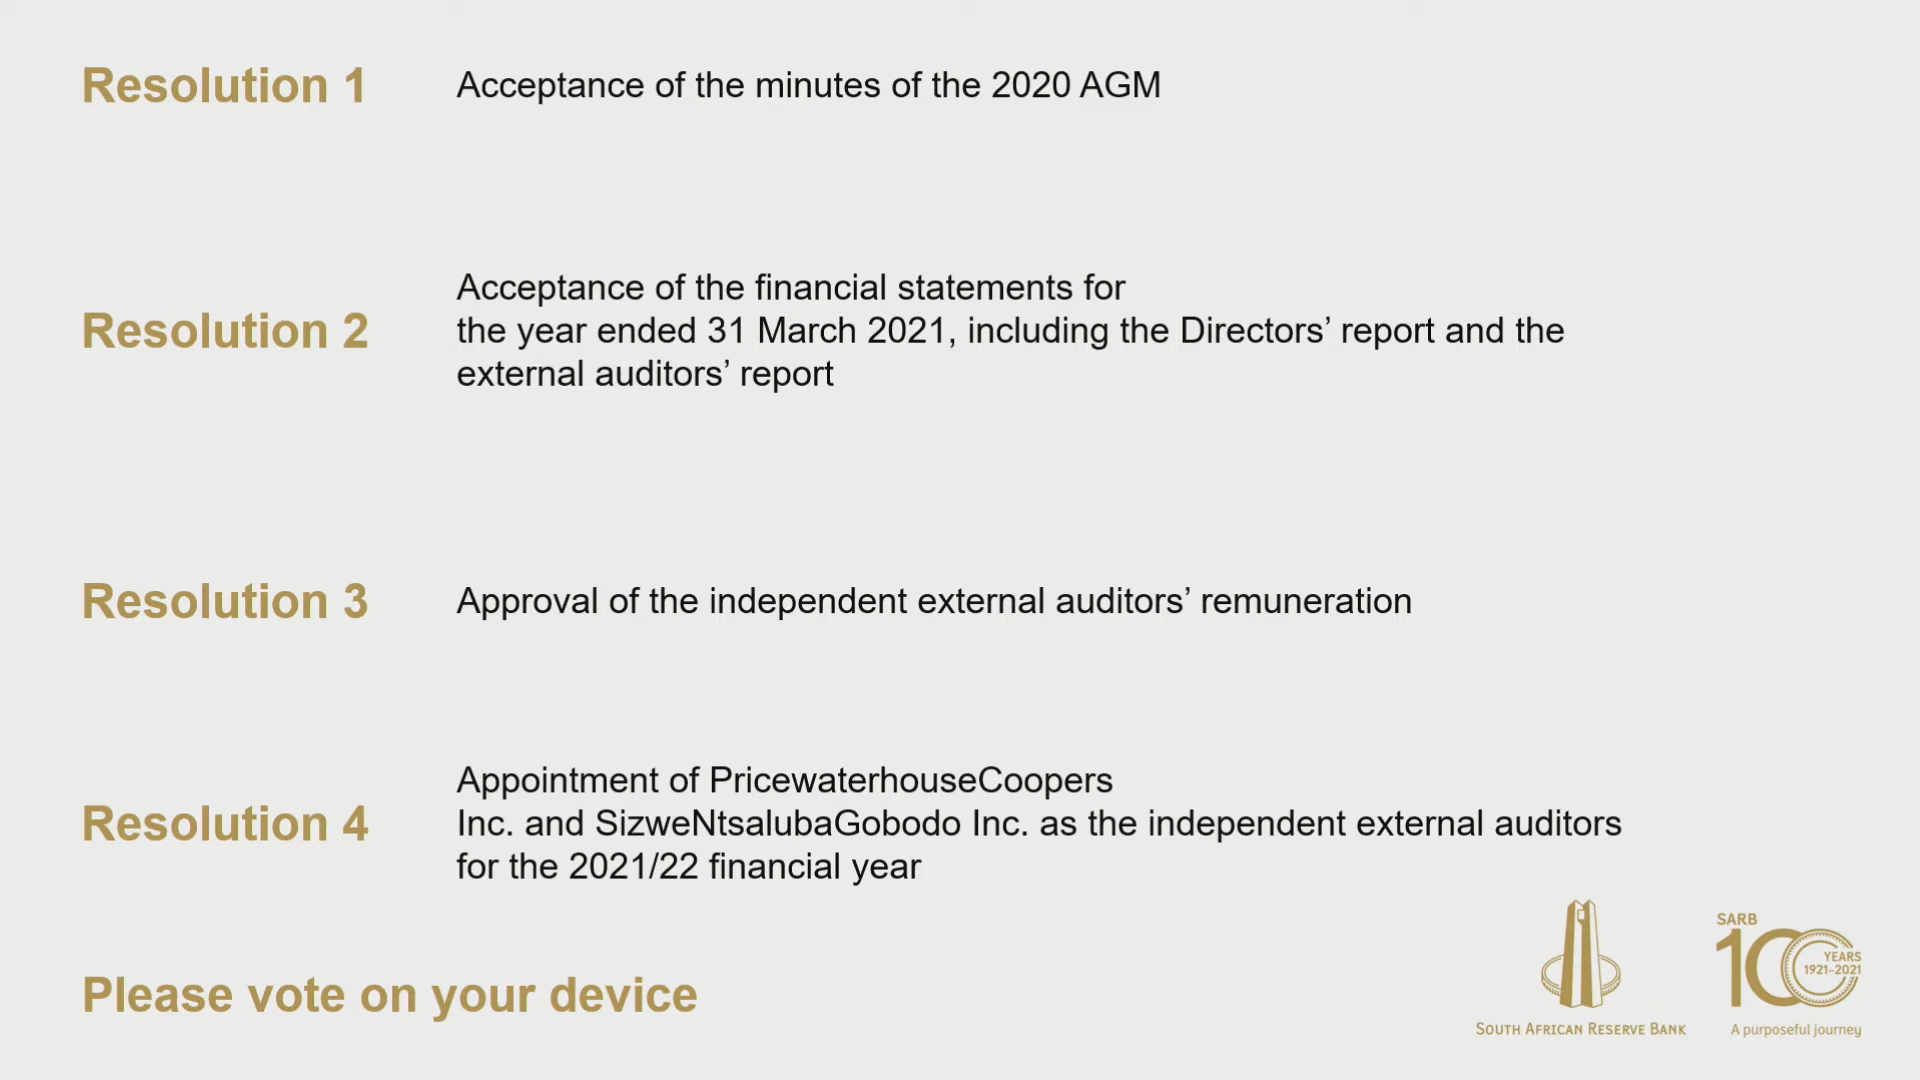 Resolution 1
Acceptance of the minutes of the 2020 AGM
Resolution 2
Acceptance of the financial statements for
the year ended 31 March 2021, including the Directors’ report and the
external auditors’ report
Resolution 3
Approval of the independent external auditors’ remuneration
Resolution 4
Appointment of PricewaterhouseCoopers
Inc. and SizweNtsalubaGobodo Inc. as the independent external auditors
for the 2021/22 financial year
Please vote on your device
SOUTH AFRICAN RESERVE BANK
SARB
100
YEARS
1921–2021
A purposeful journey